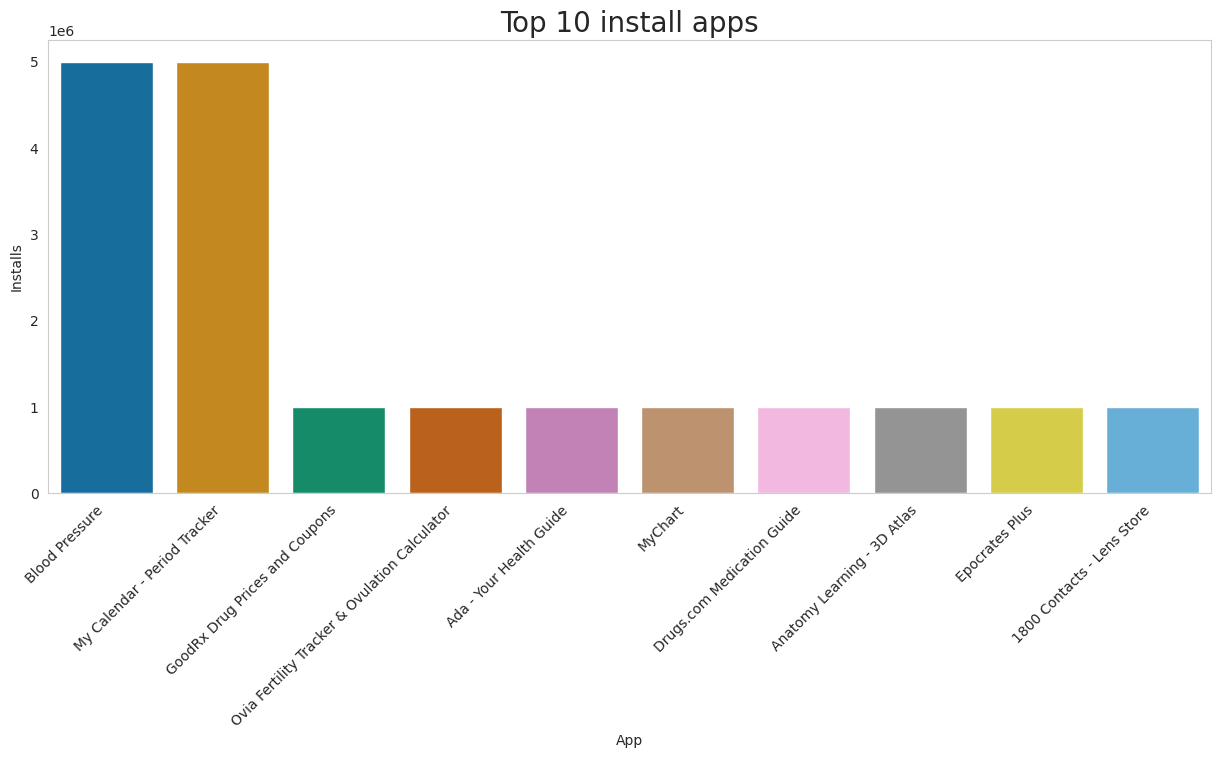 Top 10 install apps
1e6
5
4
3
2
1
0
Installs
Blood Pressure
My Calendar - Period Tracker
GoodRx Drug Prices and Coupons
Ovia Fertility Tracker & Ovulation Calculator
Ada - Your Health Guide
MyChart
Drugs.com Medication Guide
Anatomy Learning - 3D Atlas
Epocrates Plus
1800 Contacts - Lens Store
App